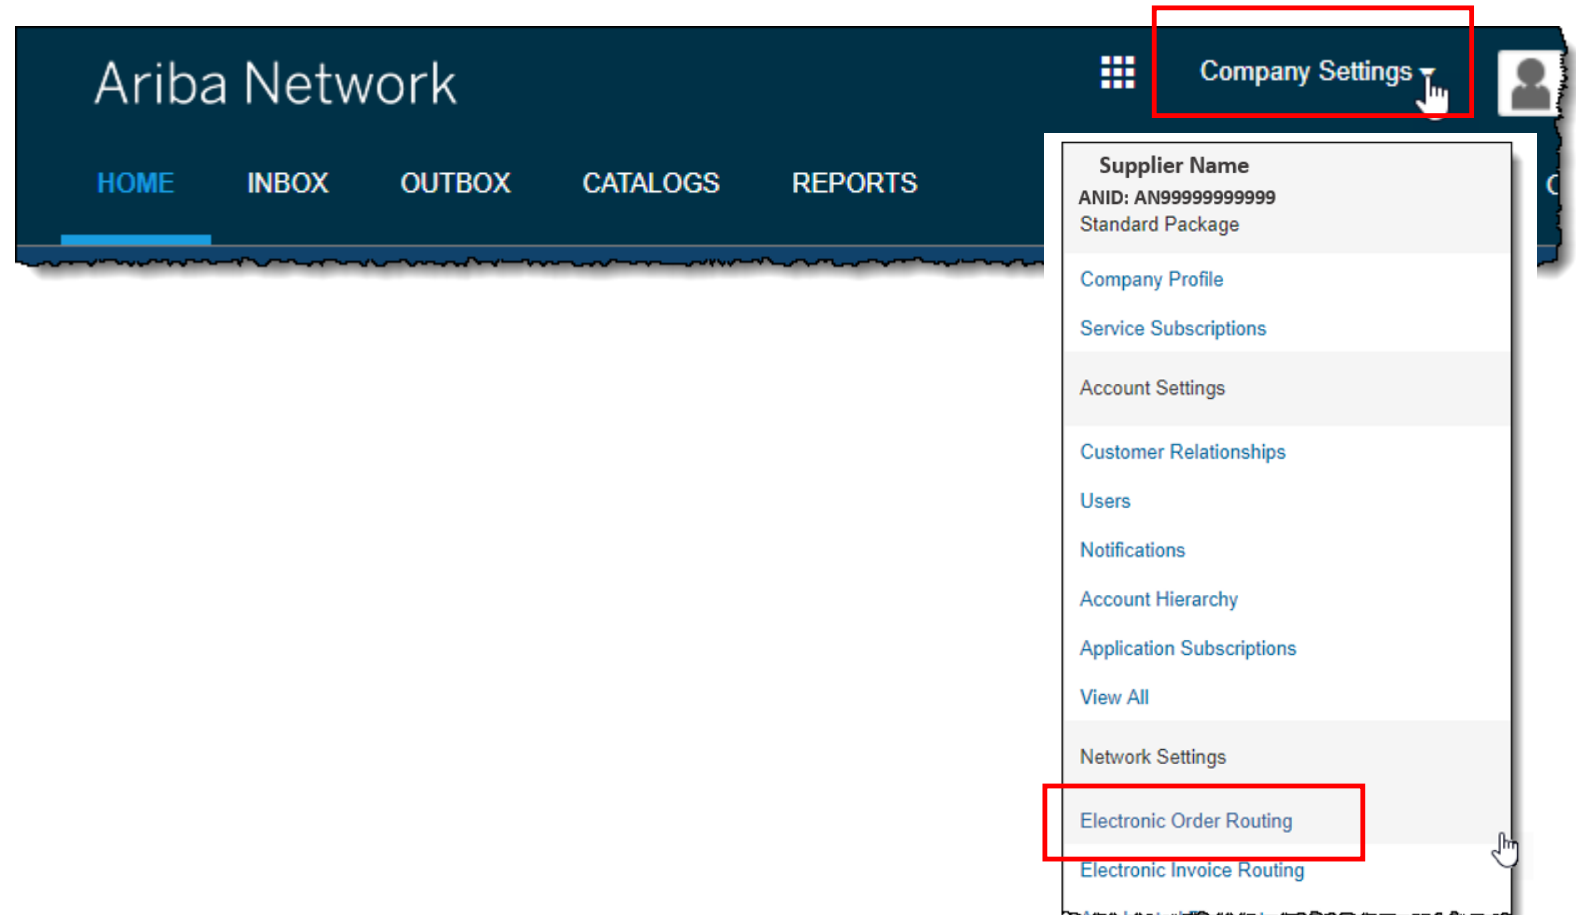 Ariba Network
Company Settings
HOME INBOX OUTBOX CATALOGS REPORTS
Supplier Name
ANID: AN99999999999
Standard Package
Company Profile
Service Subscriptions
Account Settings
Customer Relationships
Users
Notifications
Account Hierarchy
Application Subscriptions
View All
Network Settings
Electronic Order Routing
Electronic Invoice Routing